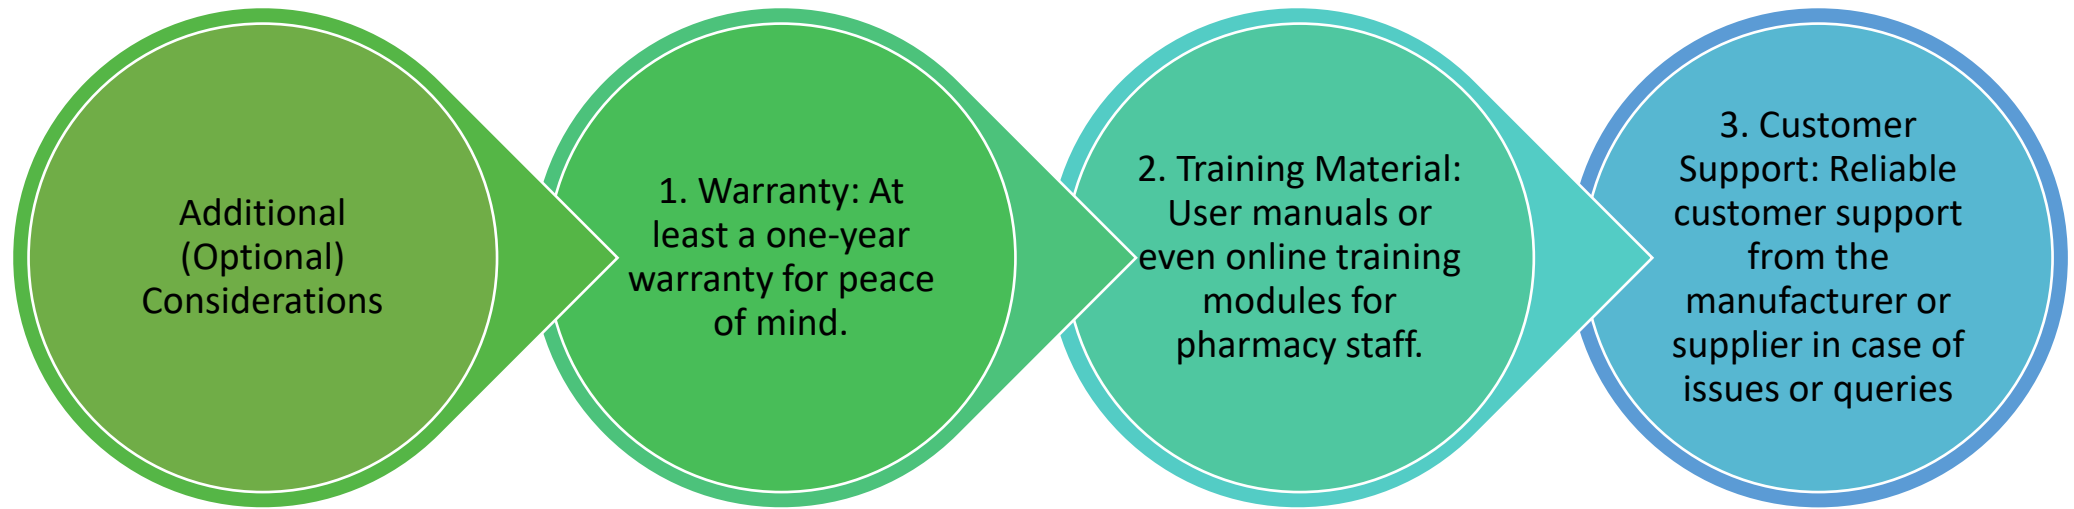 Additional
(Optional)
Considerations
1. Warranty: At
least a one-year
warranty for peace
of mind.
2. Training Material:
User manuals or
even online training
modules for
pharmacy staff.
3. Customer
Support: Reliable
customer support
from the
manufacturer or
supplier in case of
issues or queries